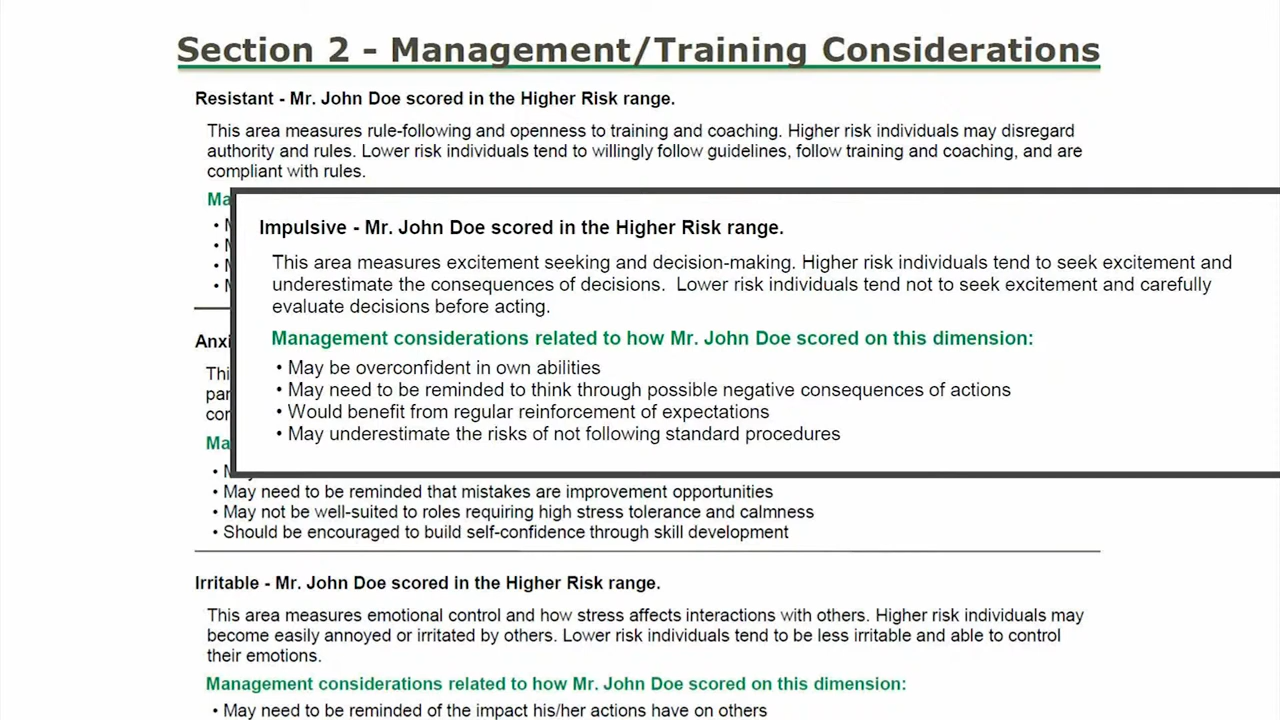 Section 2 - Management/Training Considerations
Resistant - Mr. John Doe scored in the Higher Risk range.
This area measures rule-following and openness to training and coaching. Higher risk individuals may disregard
authority and rules. Lower risk individuals tend to willingly follow guidelines, follow training and coaching, and are
compliant with rules.
Impulsive - Mr. John Doe scored in the Higher Risk range.
This area measures excitement seeking and decision-making. Higher risk individuals tend to seek excitement and
underestimate the consequences of decisions. Lower risk individuals tend not to seek excitement and carefully
evaluate decisions before acting.
Management considerations related to how Mr. John Doe scored on this dimension:
• May be overconfident in own abilities
• May need to be reminded to think through possible negative consequences of actions
• Would benefit from regular reinforcement of expectations
• May underestimate the risks of not following standard procedures
• May need to be reminded that mistakes are improvement opportunities
• May not be well-suited to roles requiring high stress tolerance and calmness
• Should be encouraged to build self-confidence through skill development
Irritable - Mr. John Doe scored in the Higher Risk range.
This area measures emotional control and how stress affects interactions with others. Higher risk individuals may
become easily annoyed or irritated by others. Lower risk individuals tend to be less irritable and able to control
their emotions.
Management considerations related to how Mr. John Doe scored on this dimension:
• May need to be reminded of the impact his/her actions have on others